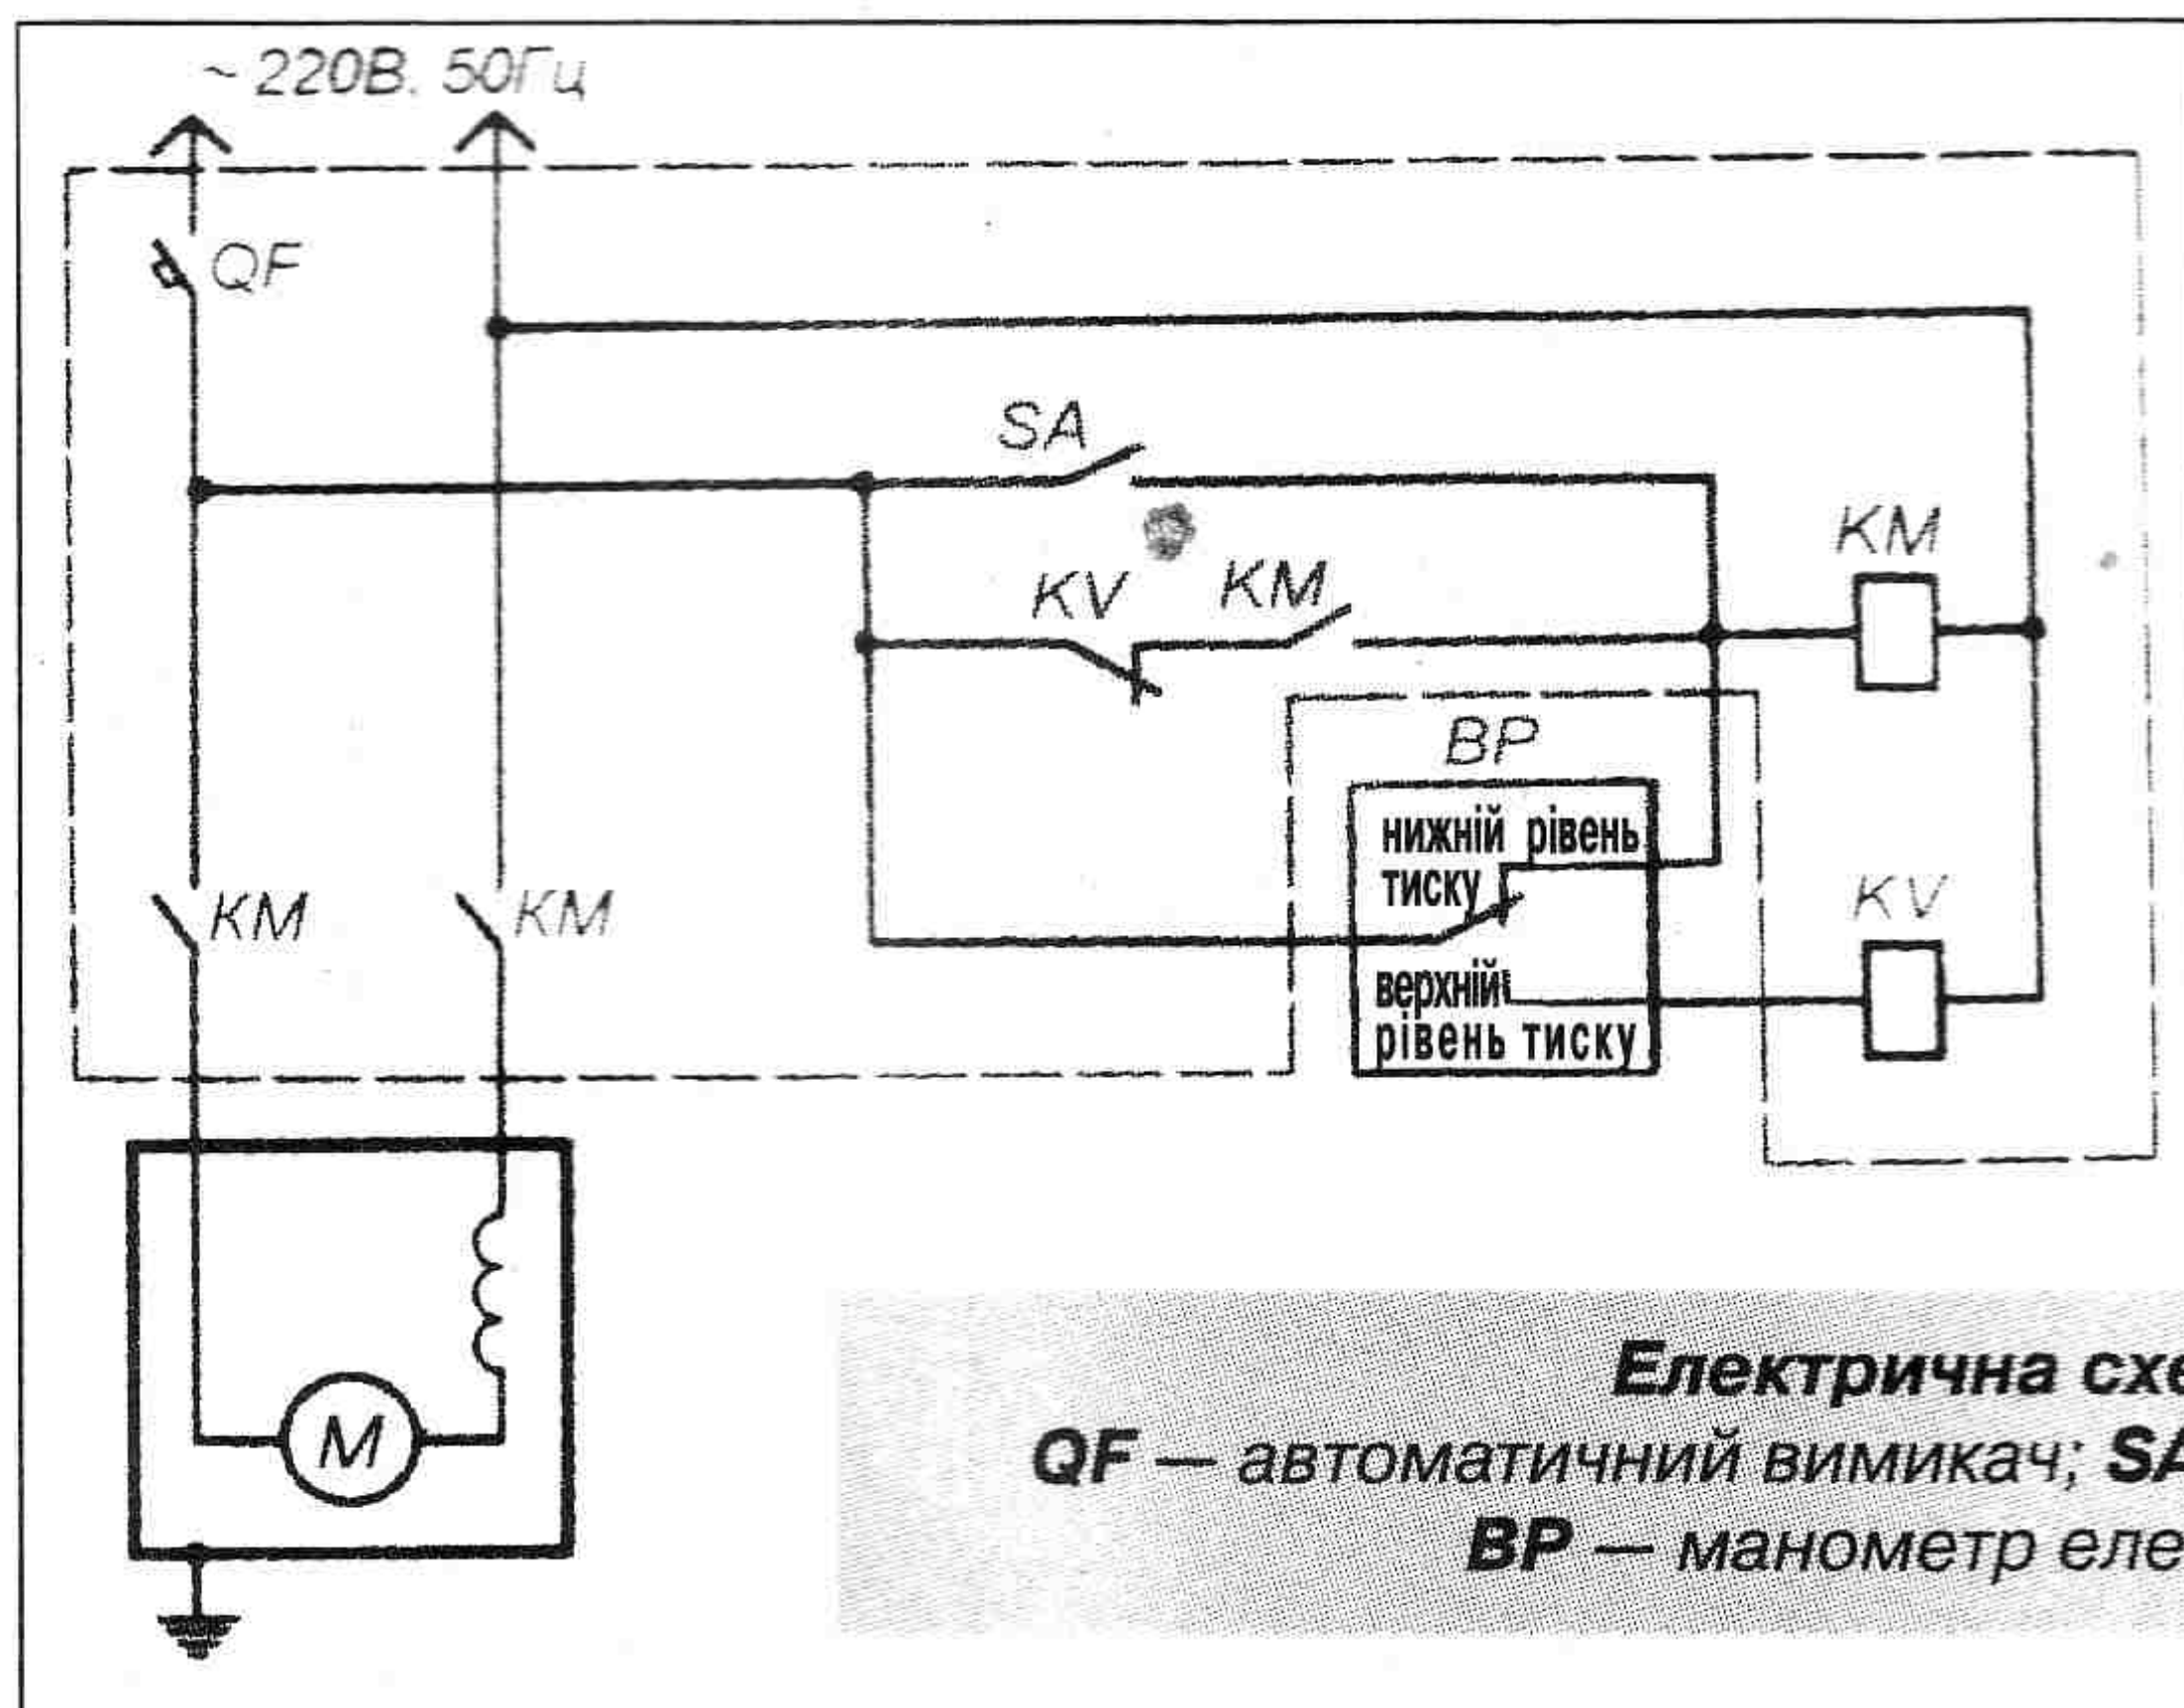 ~ 220В. 50Гц
QF
SA
KM
KV KM
BP
нижній рівень
тиску
KV
KM KM
верхній
рівень тиску
M
Електрична схе
QF — автоматичний вимикач; SA
BP — манометр еле